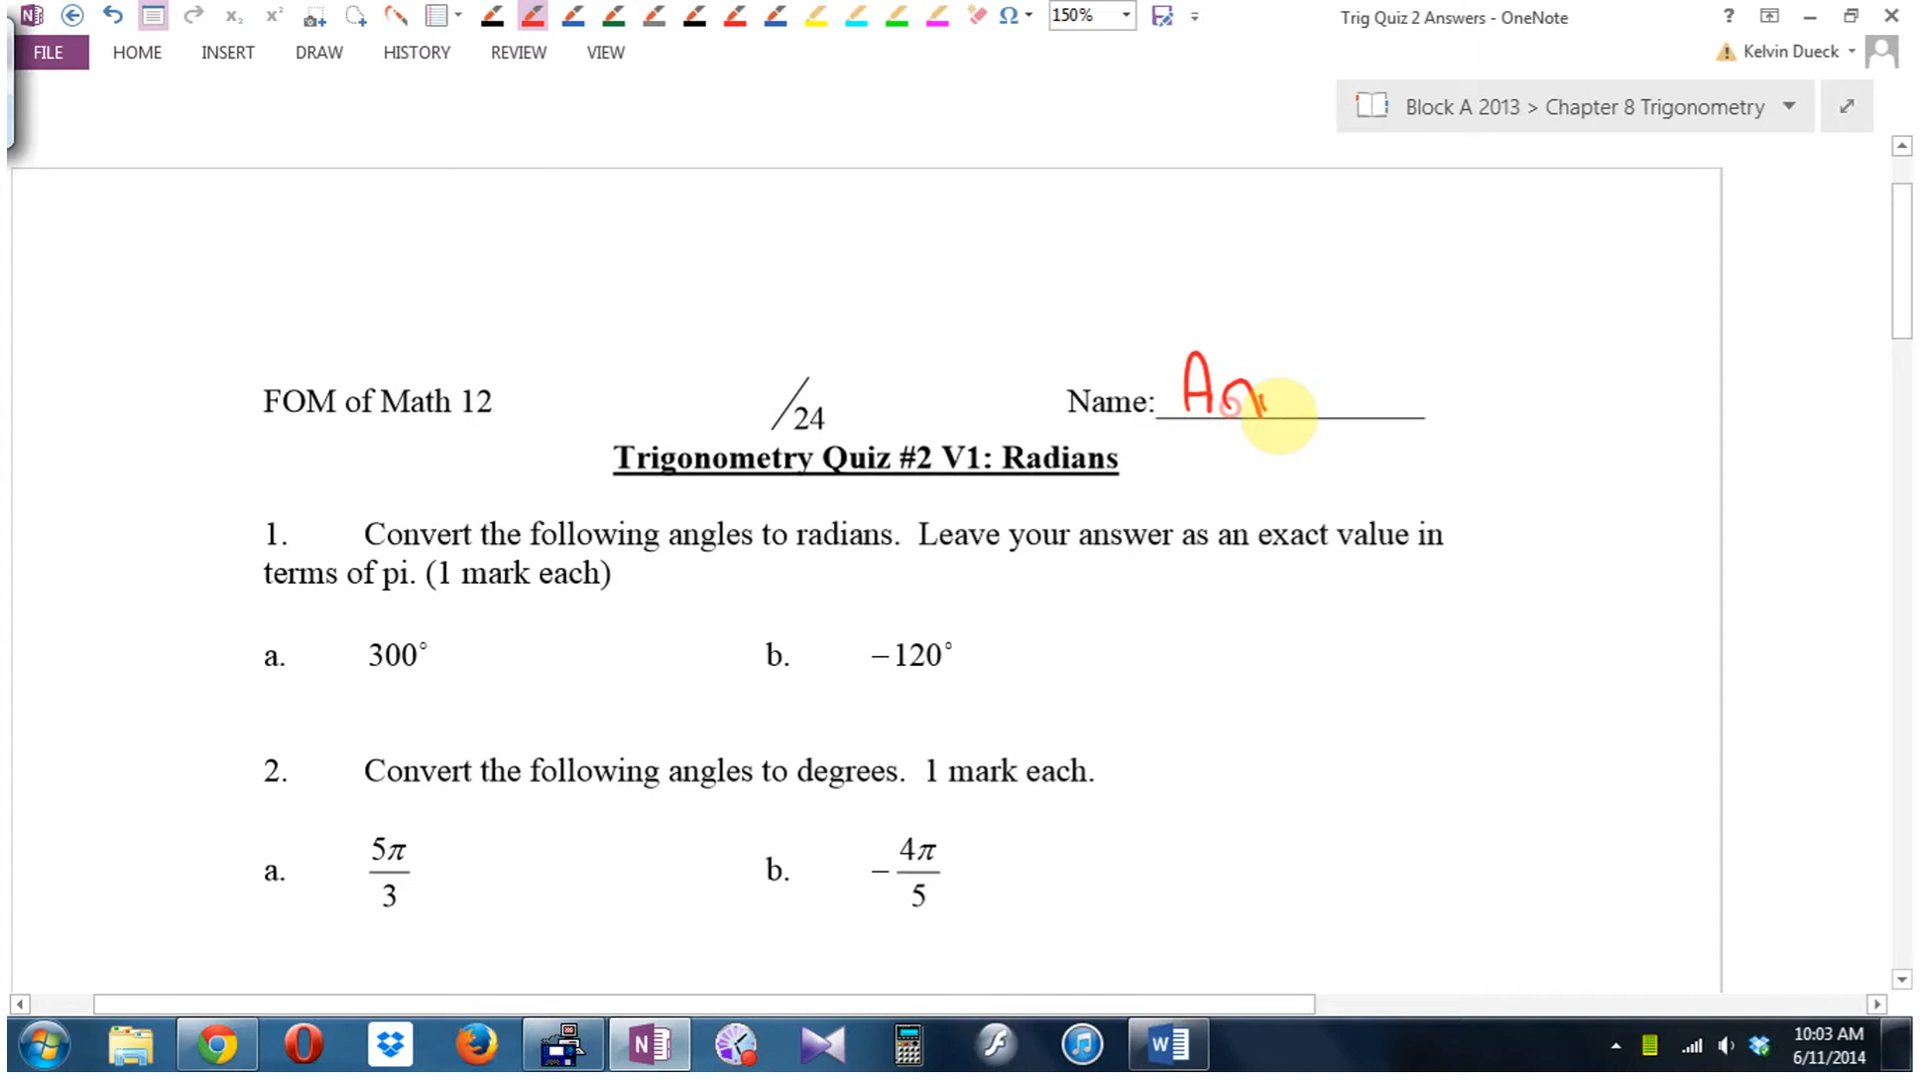 150%
Trig Quiz 2 Answers - OneNote
FILE HOME INSERT DRAW HISTORY REVIEW VIEW
Kelvin Dueck
Block A 2013 > Chapter 8 Trigonometry
FOM of Math 12 /24 Name:
Trigonometry Quiz #2 V1: Radians
1. Convert the following angles to radians. Leave your answer as an exact value in
terms of pi. (1 mark each)
a. 300° b. −120°
2. Convert the following angles to degrees. 1 mark each.
a. 5π/3 b. −4π/5
10:03 AM
6/11/2014